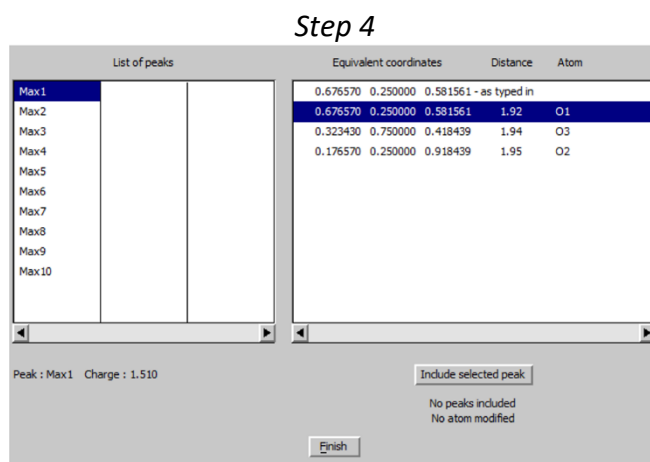 Step 4
List of peaks
Equivalent coordinates Distance Atom
Max1
Max2
Max3
Max4
Max5
Max6
Max7
Max8
Max9
Max10
0.676570 0.250000 0.581561 - as typed in
0.676570 0.250000 0.581561 1.92 O1
0.323430 0.750000 0.418439 1.94 O3
0.176570 0.250000 0.918439 1.95 O2
Peak : Max1 Charge : 1.510
Include selected peak
No peaks included
No atom modified
Finish